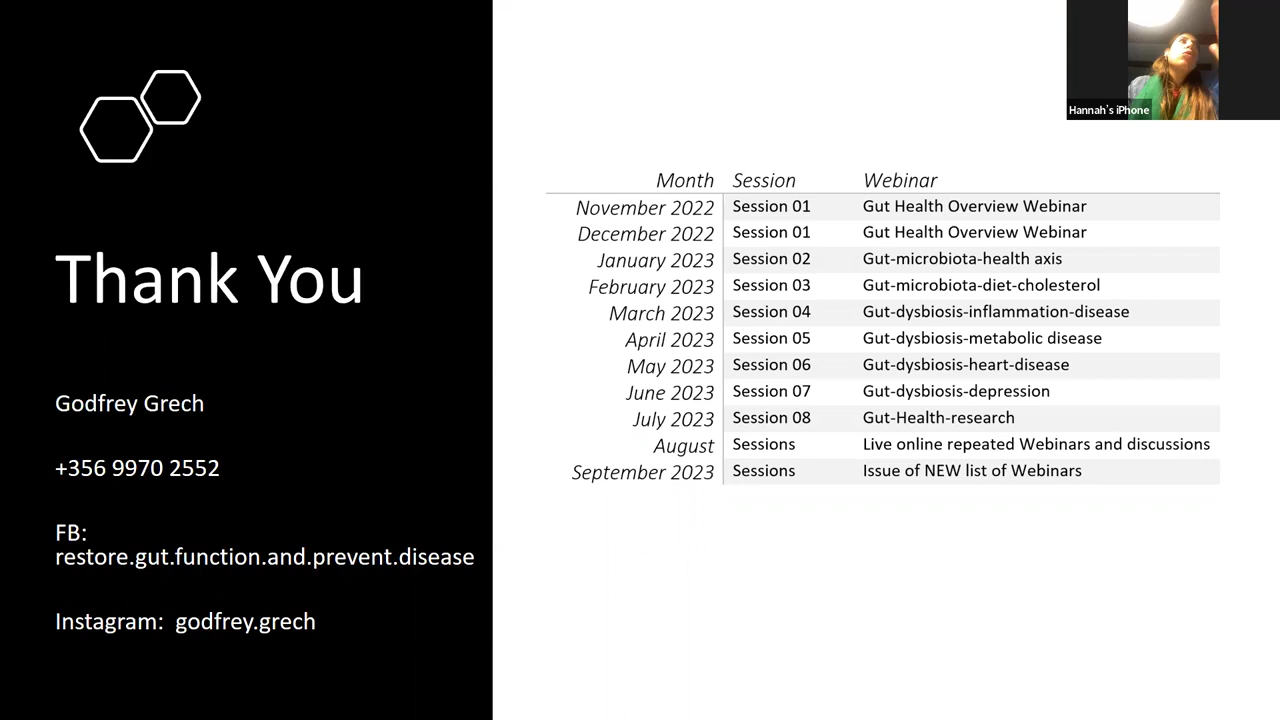 Thank You
Godfrey Grech
+356 9970 2552
FB:
restore.gut.function.and.prevent.disease
Instagram: godfrey.grech
Hannah's iPhone
Month Session Webinar
November 2022 Session 01 Gut Health Overview Webinar
December 2022 Session 01 Gut Health Overview Webinar
January 2023 Session 02 Gut-microbiota-health axis
February 2023 Session 03 Gut-microbiota-diet-cholesterol
March 2023 Session 04 Gut-dysbiosis-inflammation-disease
April 2023 Session 05 Gut-dysbiosis-metabolic disease
May 2023 Session 06 Gut-dysbiosis-heart-disease
June 2023 Session 07 Gut-dysbiosis-depression
July 2023 Session 08 Gut-Health-research
August Sessions Live online repeated Webinars and discussions
September 2023 Sessions Issue of NEW list of Webinars